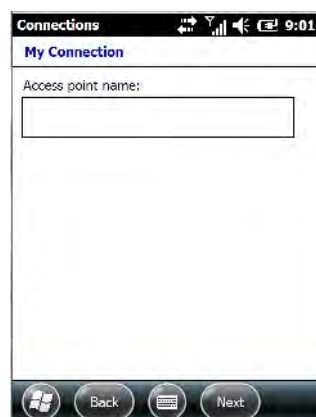 Connections 9:01
My Connection
Access point name:
Back Next